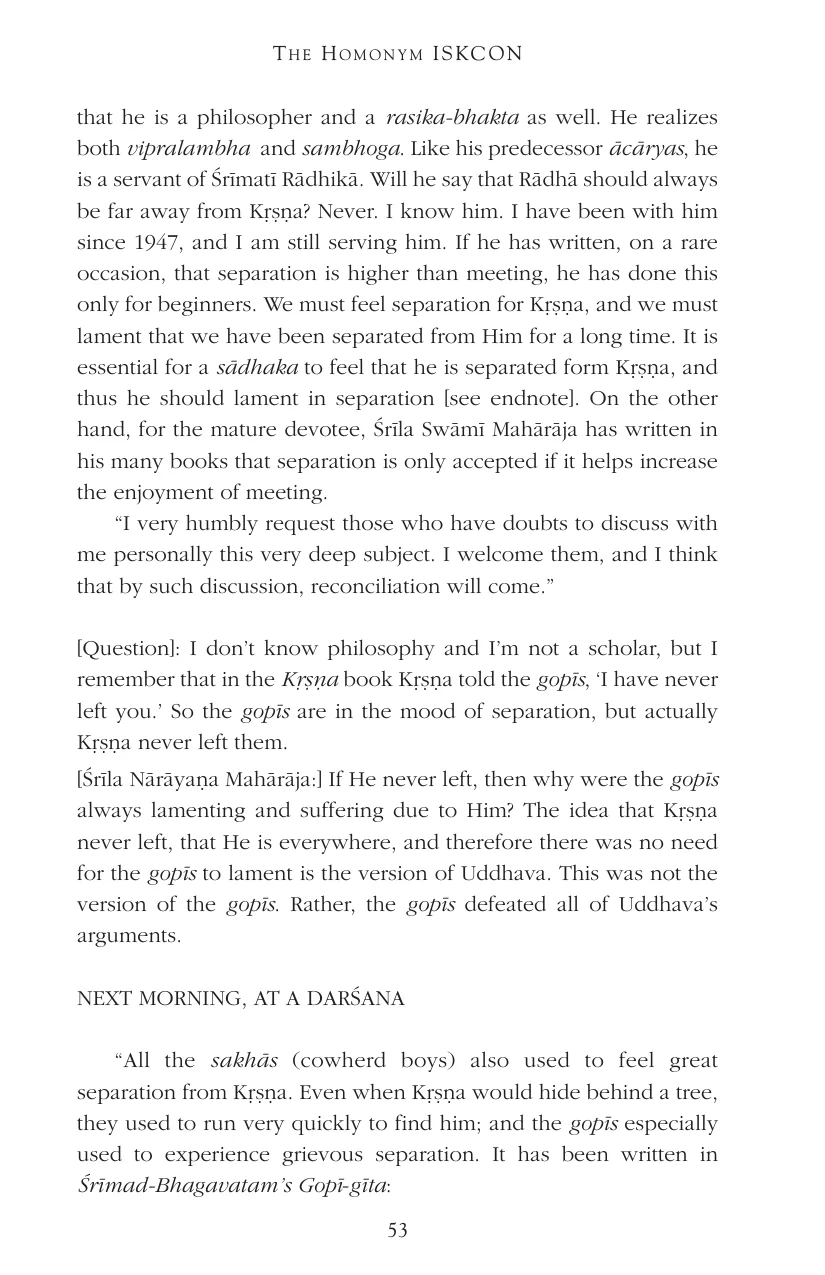 THE HOMONYM ISKCON
that he is a philosopher and a rasika-bhakta as well. He realizes
both vipralambha and sambhoga. Like his predecessor ācāryas, he
is a servant of Śrīmatī Rādhikā. Will he say that Rādhā should always
be far away from Kṛṣṇa? Never. I know him. I have been with him
since 1947, and I am still serving him. If he has written, on a rare
occasion, that separation is higher than meeting, he has done this
only for beginners. We must feel separation for Kṛṣṇa, and we must
lament that we have been separated from Him for a long time. It is
essential for a sādhaka to feel that he is separated form Kṛṣṇa, and
thus he should lament in separation [see endnote]. On the other
hand, for the mature devotee, Śrīla Swāmī Mahārāja has written in
his many books that separation is only accepted if it helps increase
the enjoyment of meeting.
“I very humbly request those who have doubts to discuss with
me personally this very deep subject. I welcome them, and I think
that by such discussion, reconciliation will come.”
[Question]: I don’t know philosophy and I’m not a scholar, but I
remember that in the Kṛṣṇa book Kṛṣṇa told the gopīs, ‘I have never
left you.’ So the gopīs are in the mood of separation, but actually
Kṛṣṇa never left them.
[Śrīla Nārāyaṇa Mahārāja:] If He never left, then why were the gopīs
always lamenting and suffering due to Him? The idea that Kṛṣṇa
never left, that He is everywhere, and therefore there was no need
for the gopīs to lament is the version of Uddhava. This was not the
version of the gopīs. Rather, the gopīs defeated all of Uddhava’s
arguments.
NEXT MORNING, AT A DARŚANA
“All the sakhās (cowherd boys) also used to feel great
separation from Kṛṣṇa. Even when Kṛṣṇa would hide behind a tree,
they used to run very quickly to find him; and the gopīs especially
used to experience grievous separation. It has been written in
Śrīmad-Bhagavatam’s Gopī-gīta:
53